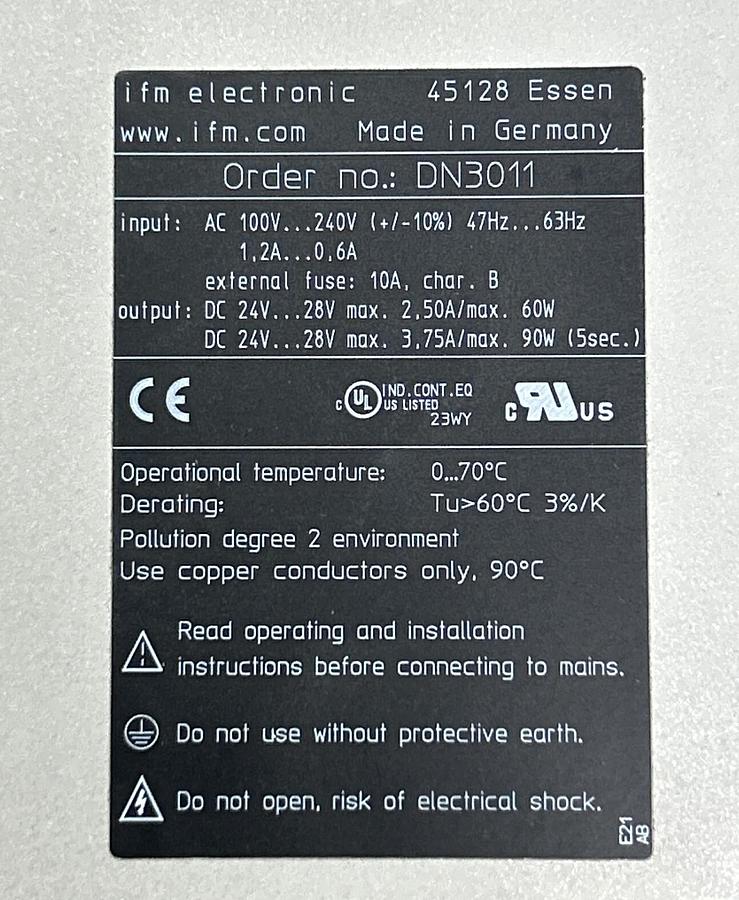 ifm electronic 45128 Essen
www.ifm.com Made in Germany
Order no.: DN3011
input: AC 100V...240V (+/-10%) 47Hz...63Hz
1,2A...0,6A
external fuse: 10A, char. B
output: DC 24V...28V max. 2,50A/max. 60W
DC 24V...28V max. 3,75A/max. 90W (5sec.)
CE
c UL US LISTED
IND.CONT.EQ
23WY
c RU US
Operational temperature: 0...70°C
Derating: Tu>60°C 3%/K
Pollution degree 2 environment
Use copper conductors only, 90°C
Read operating and installation
instructions before connecting to mains.
Do not use without protective earth.
Do not open, risk of electrical shock.
E21
AB